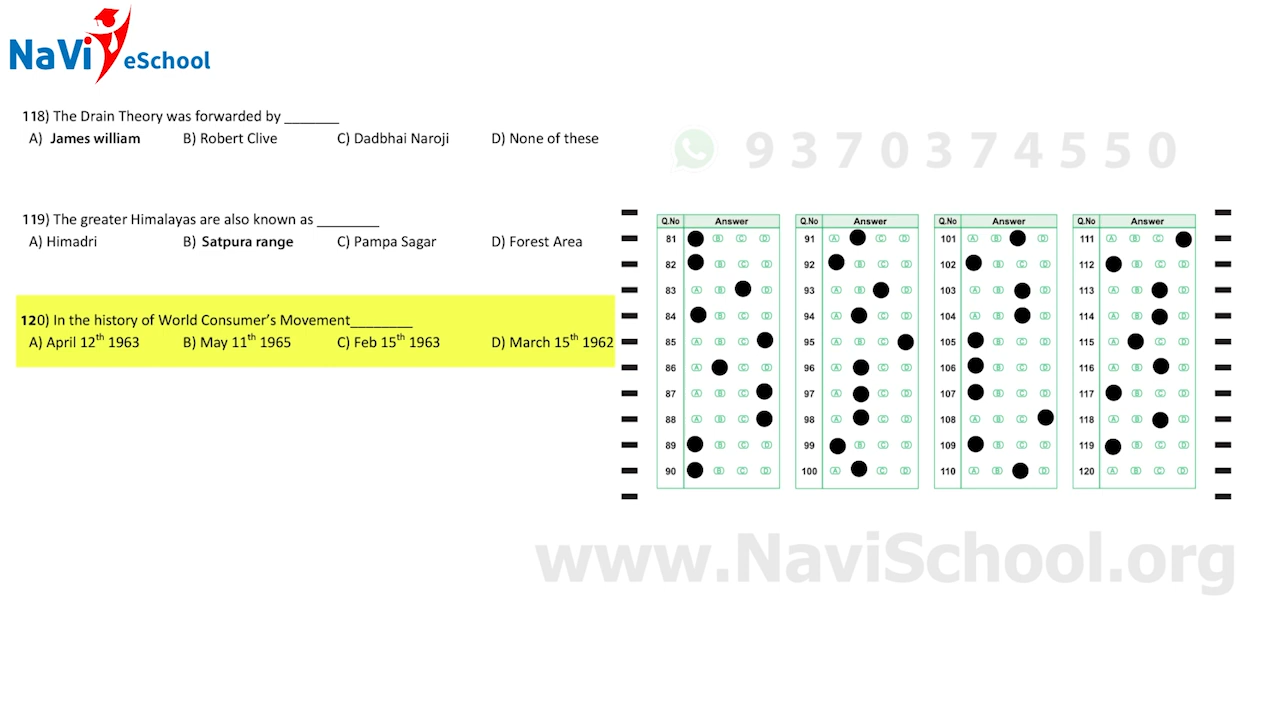 NaVi eSchool
118) The Drain Theory was forwarded by _______
A) James william B) Robert Clive C) Dadbhai Naroji D) None of these
9370374550
119) The greater Himalayas are also known as ________
A) Himadri B) Satpura range C) Pampa Sagar D) Forest Area
120) In the history of World Consumer's Movement________
A) April 12th 1963 B) May 11th 1965 C) Feb 15th 1963 D) March 15th 1962
Q.No Answer Q.No Answer Q.No Answer Q.No Answer
81 B C D 91 A C D 101 A B D 111 A B C
82 B C D 92 B C D 102 B C D 112 B C D
83 A B D 93 A B D 103 A B D 113 A B D
84 B C D 94 A C D 104 A B D 114 A B D
85 A B C 95 A B C 105 B C D 115 A C D
86 A C D 96 A C D 106 B C D 116 A B D
87 A B C 97 A C D 107 B C D 117 B C D
88 A B C 98 A C D 108 A B C 118 A B D
89 B C D 99 B C D 109 B C D 119 B C D
90 B C D 100 A C D 110 A B D 120 A B C D
www.NaviSchool.org